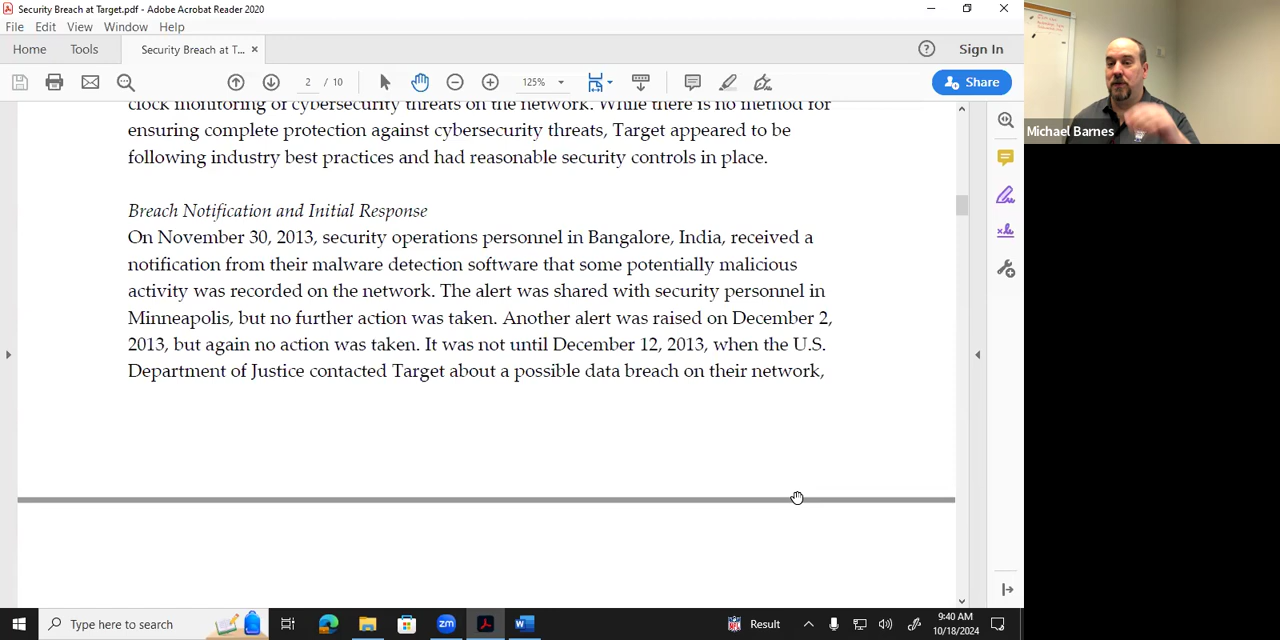 Security Breach at Target.pdf - Adobe Acrobat Reader 2020
File Edit View Window Help
Home Tools Security Breach at T... × Sign In
2 / 10 125% Share
clock monitoring of cybersecurity threats on the network. While there is no method for
ensuring complete protection against cybersecurity threats, Target appeared to be
following industry best practices and had reasonable security controls in place.
Breach Notification and Initial Response
On November 30, 2013, security operations personnel in Bangalore, India, received a
notification from their malware detection software that some potentially malicious
activity was recorded on the network. The alert was shared with security personnel in
Minneapolis, but no further action was taken. Another alert was raised on December 2,
2013, but again no action was taken. It was not until December 12, 2013, when the U.S.
Department of Justice contacted Target about a possible data breach on their network,
Michael Barnes
Type here to search
zm
Result
9:40 AM
10/18/2024